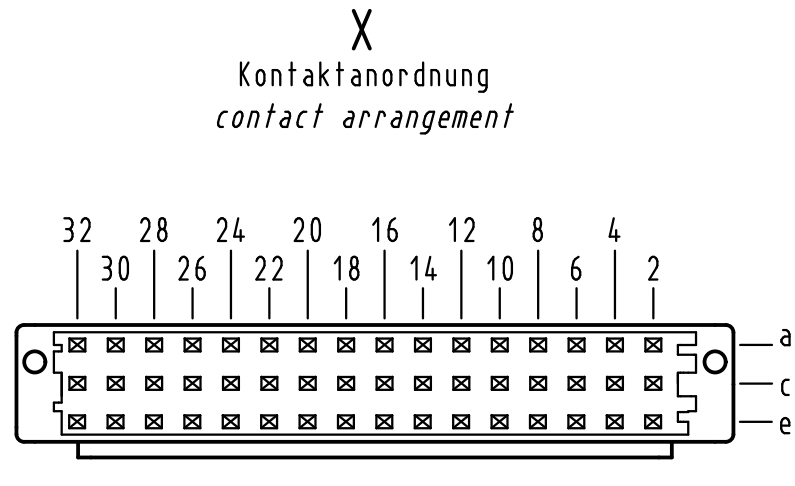 X
Kontaktanordnung
contact arrangement
32 28 24 20 16 12 8 4
30 26 22 18 14 10 6 2
a
c
e